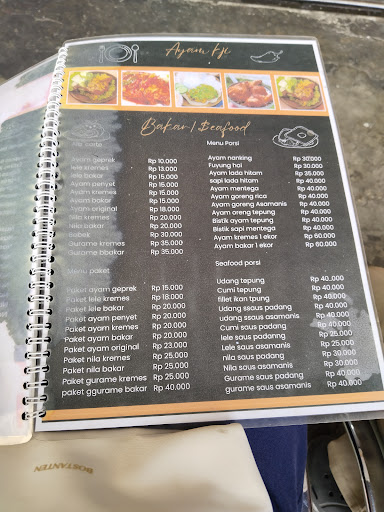 Ayam
Bakar / Seafood
Ala carte
Ayam geprek Rp 10.000
lele kremes Rp 13.000
lele bakar Rp 15.000
Ayam penyet Rp 15.000
Ayam kremes Rp 15.000
Ayam bakar Rp 15.000
Ayam original Rp 18.000
Nila kremes Rp 20.000
Nila bakar Rp 20.000
Bebek Rp 30.000
Gurame kremes Rp 35.000
Gurame bbakar Rp 35.000
Menu paket
Paket ayam geprek Rp 15.000
Paket lele kremes Rp 18.000
Paket lele bakar Rp 20.000
Paket ayam penyet Rp 20.000
Paket ayam kremes Rp 20.000
Paket ayam bakar Rp 20.000
Paket ayam original Rp 23.000
Paket nila kremes Rp 25.000
Paket nila bakar Rp 25.000
Paket gurame kremes Rp 25.000
paket ggurame bakar Rp 40.000
Menu Porsi
Ayam nanking Rp 30.000
Fuyung hai Rp 30.000
Ayam lada hitam Rp 35.000
sapi lada hitam Rp 40.000
Ayam mentega Rp 40.000
Ayam goreng rica Rp 40.000
Ayam goreng Asamanis Rp 40.000
Ayam oreng tepung Rp 40.000
Bistik ayam tepung Rp 40.000
Bistik sapi mentega Rp 40.000
Ayam kremes 1 ekor Rp 60.000
Ayam bakar 1 ekor Rp 60.000
Seafood porsi
Udang tepung Rp 40.000
Cumi tepung Rp 40.000
fillet ikan tpung Rp 40.000
Udang ssaus padang Rp 40.000
udang ssaus asamanis Rp 40.000
Cumi saus padang Rp 40.000
lele saus padanng Rp 25.000
Lele saus asamanis Rp 25.000
nila saus padang Rp 30.000
Nila saus asamanis Rp 30.000
Gurame saus padang Rp 40.000
gurame saus asamanis Rp 40.000
BOSTANTEN